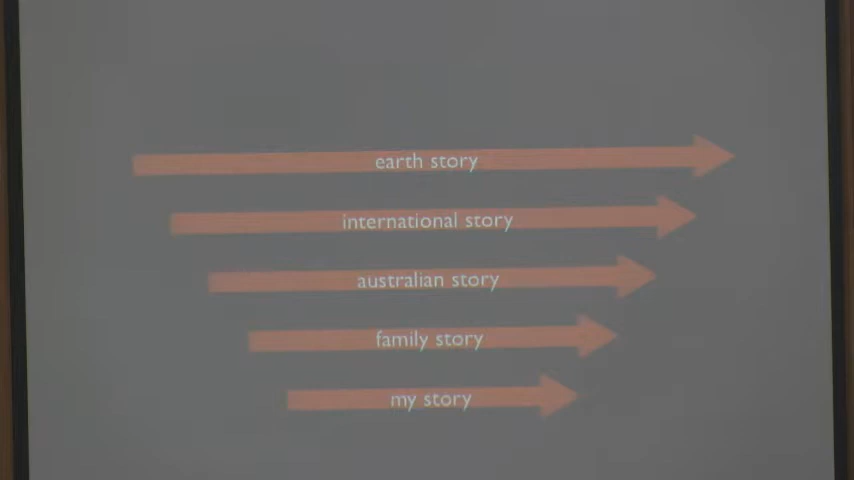 earth story
international story
australian story
family story
my story